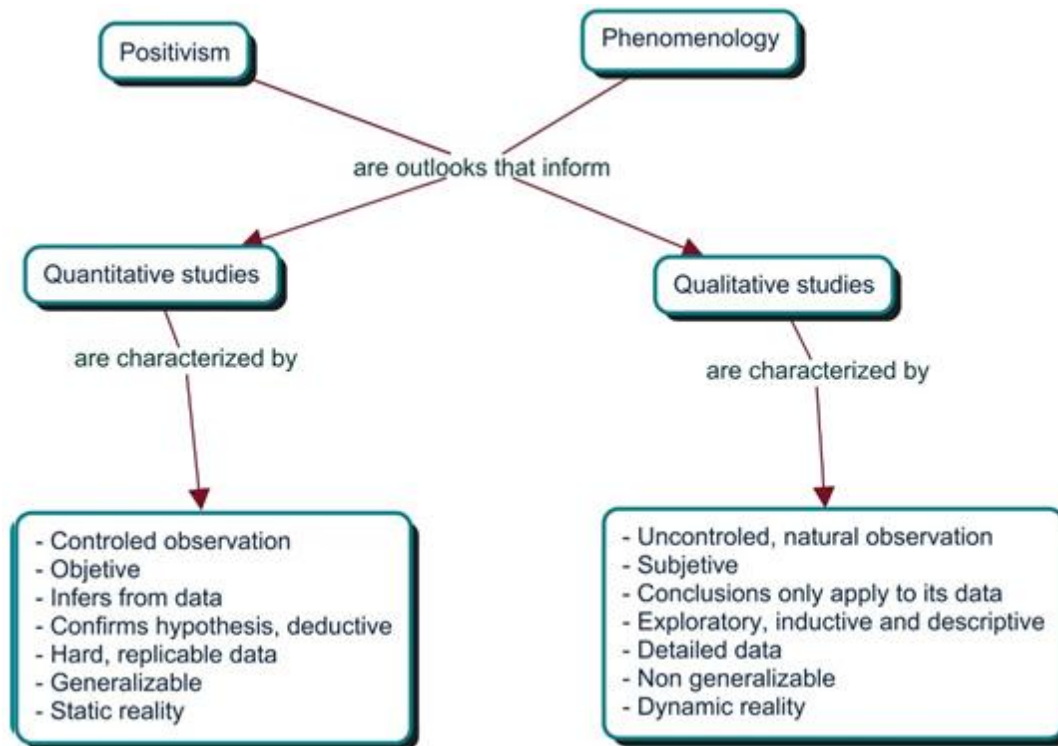 Positivism
Phenomenology
are outlooks that inform
Quantitative studies
Qualitative studies
are characterized by
are characterized by
- Controled observation
- Objetive
- Infers from data
- Confirms hypothesis, deductive
- Hard, replicable data
- Generalizable
- Static reality
- Uncontroled, natural observation
- Subjetive
- Conclusions only apply to its data
- Exploratory, inductive and descriptive
- Detailed data
- Non generalizable
- Dynamic reality